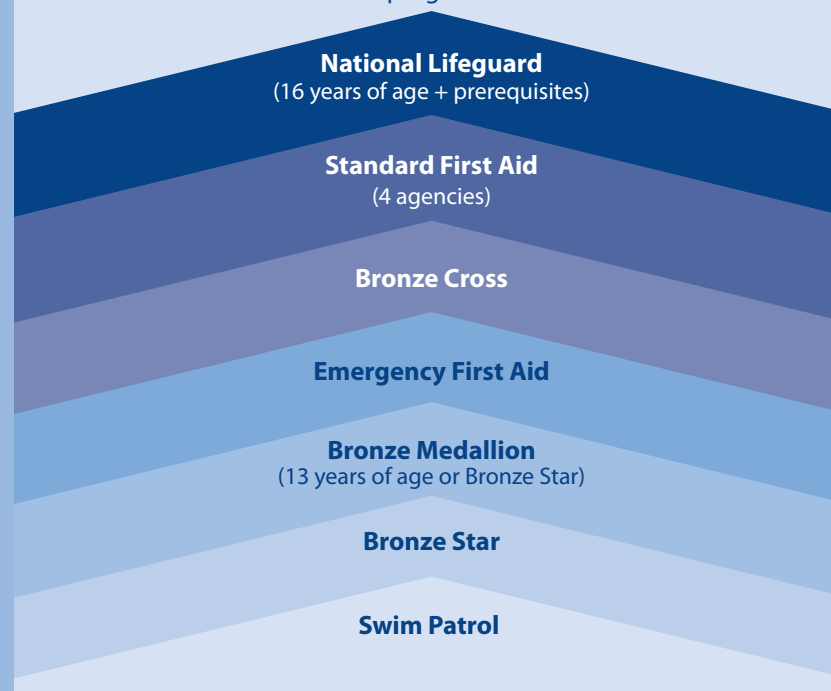 National Lifeguard
(16 years of age + prerequisites)
Standard First Aid
(4 agencies)
Bronze Cross
Emergency First Aid
Bronze Medallion
(13 years of age or Bronze Star)
Bronze Star
Swim Patrol